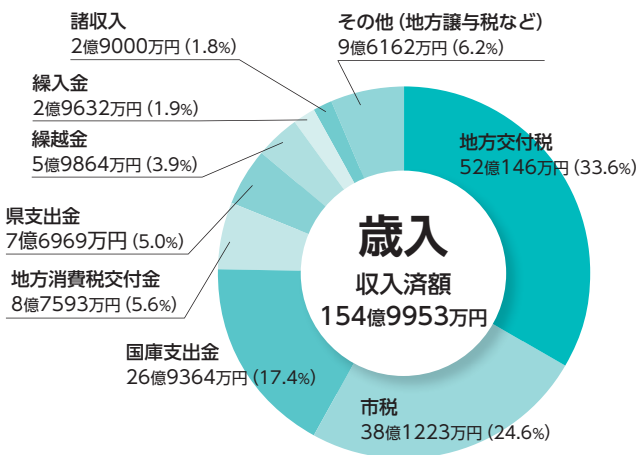 諸収入
2億9000万円 (1.8%)
その他 (地方譲与税など)
9億6162万円 (6.2%)
繰入金
2億9632万円 (1.9%)
繰越金
5億9864万円 (3.9%)
地方交付税
52億146万円 (33.6%)
県支出金
7億6969万円 (5.0%)
歳入
収入済額
154億9953万円
地方消費税交付金
8億7593万円 (5.6%)
国庫支出金
26億9364万円 (17.4%)
市税
38億1223万円 (24.6%)